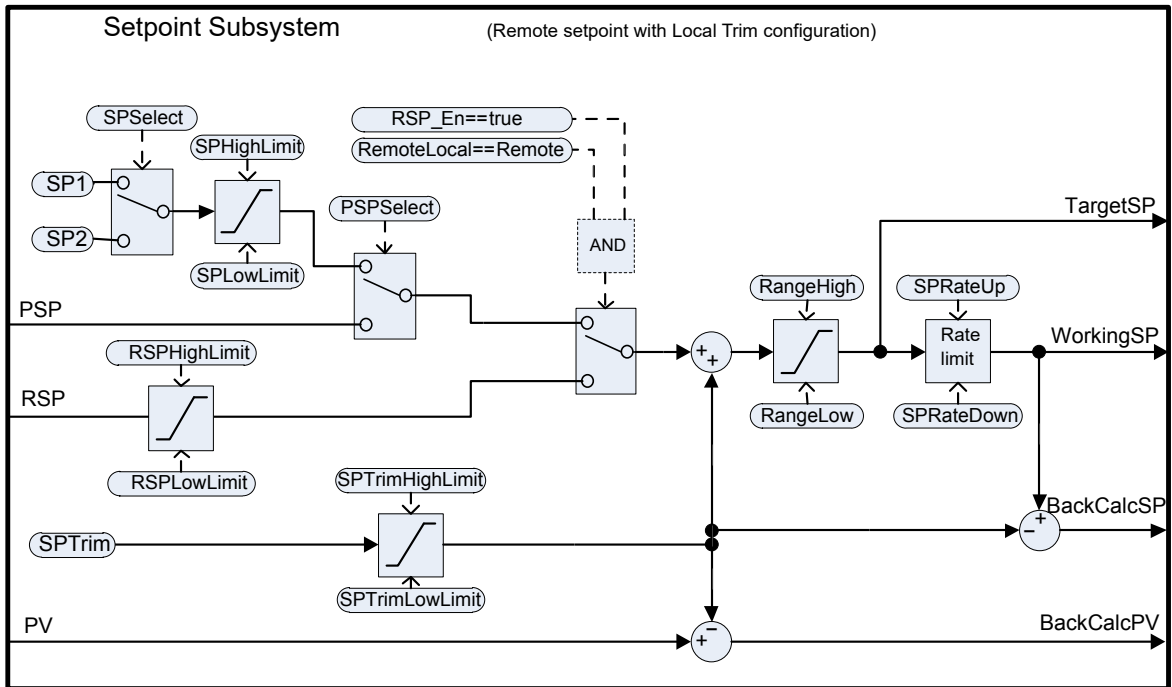 Setpoint Subsystem
(Remote setpoint with Local Trim configuration)
SPSelect
RSP_En==true
RemoteLocal==Remote
SPHighLimit
SP1
SP2
SPLowLimit
PSPSelect
AND
TargetSP
PSP
RangeHigh
SPRateUp
RSPHighLimit
+
+
Rate
limit
WorkingSP
RSP
RangeLow
SPRateDown
RSPLowLimit
SPTrimHighLimit
SPTrim
+
−
BackCalcSP
SPTrimLowLimit
PV
−
+
BackCalcPV